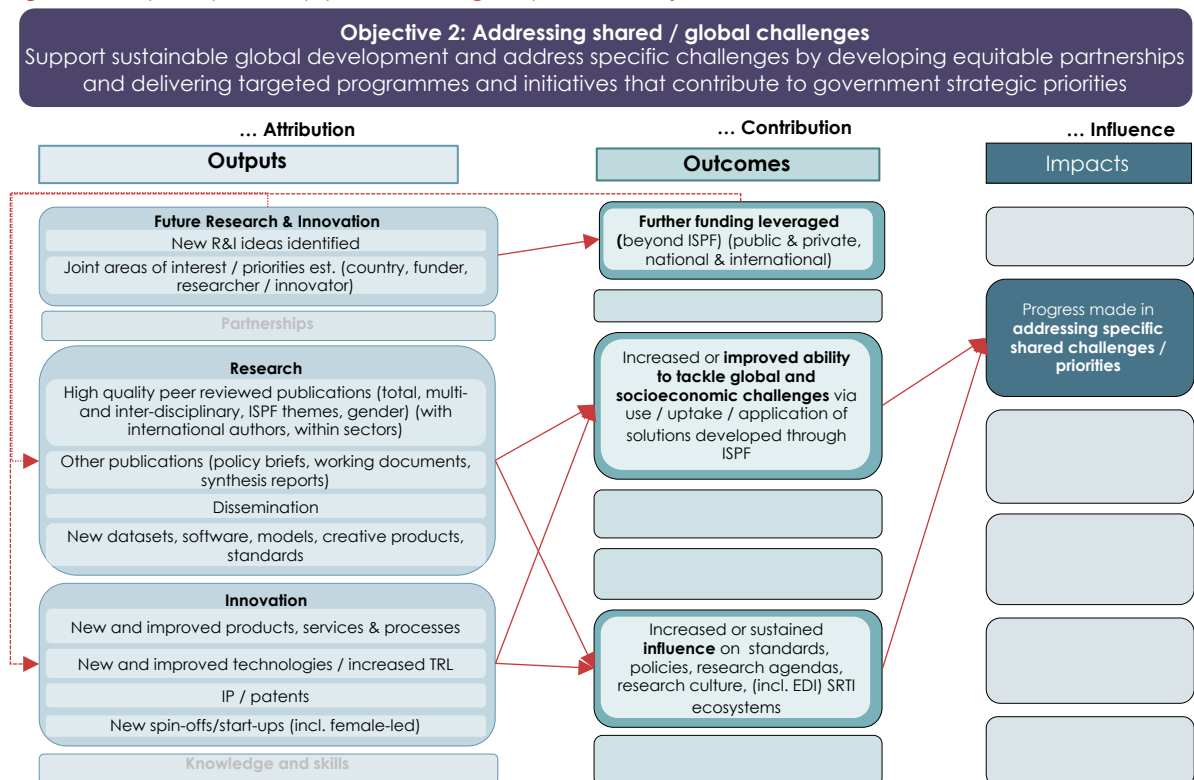 Objective 2: Addressing shared / global challenges
Support sustainable global development and address specific challenges by developing equitable partnerships
and delivering targeted programmes and initiatives that contribute to government strategic priorities
… Attribution
… Contribution
… Influence
Outputs
Outcomes
Impacts
Future Research & Innovation
New R&I ideas identified
Joint areas of interest / priorities est. (country, funder,
researcher / innovator)
Partnerships
Research
High quality peer reviewed publications (total, multi-
and inter-disciplinary, ISPF themes, gender) (with
international authors, within sectors)
Other publications (policy briefs, working documents,
synthesis reports)
Dissemination
New datasets, software, models, creative products,
standards
Innovation
New and improved products, services & processes
New and improved technologies / increased TRL
IP / patents
New spin-offs/start-ups (incl. female-led)
Knowledge and skills
Further funding leveraged
(beyond ISPF) (public & private,
national & international)
Increased or improved ability
to tackle global and
socioeconomic challenges via
use / uptake / application of
solutions developed through
ISPF
Increased or sustained
influence on standards,
policies, research agendas,
research culture, (incl. EDI) SRTI
ecosystems
Progress made in
addressing specific
shared challenges /
priorities